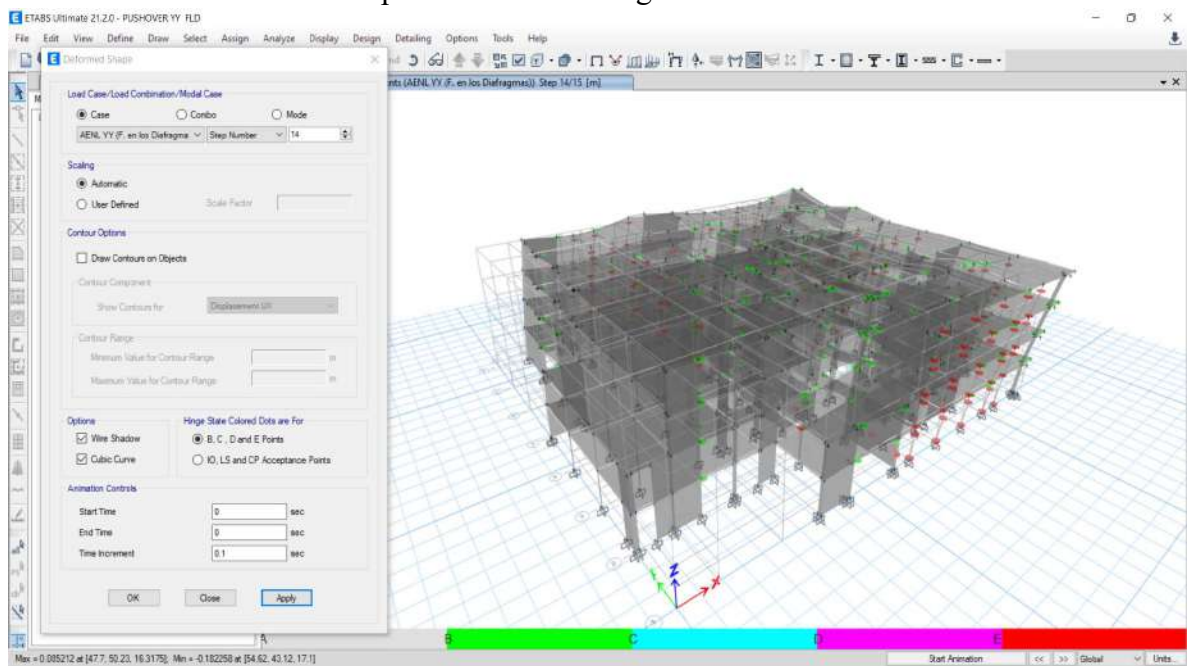 ETABS Ultimate 21.2.0 - PUSHOVER YY FLD
File Edit View Define Draw Select Assign Analyze Display Design Detailing Options Tools Help
Deformed Shape
nts (AENL YY (F. en los Diafragmas)) Step 14/15 [m]
Load Case/Load Combination/Modal Case
Case Combo Mode
AENL YY (F. en los Diafragma Step Number 14
Scaling
Automatic
User Defined Scale Factor
Contour Options
Draw Contours on Objects
Contour Component
Show Contours for Displacement UX
Contour Range
Minimum Value for Contour Range m
Maximum Value for Contour Range m
Options Hinge State Colored Dots are For
Wire Shadow B, C, D and E Points
Cubic Curve IO, LS and CP Acceptance Points
Animation Controls
Start Time 0 sec
End Time 0 sec
Time Increment 0.1 sec
OK Close Apply
Z
Y X
A B C D E
Max = 0.085212 at [47.7, 50.23, 16.3175]; Min = -0.182258 at [54.62, 43.12, 17.1] Start Animation << >> Global Units...